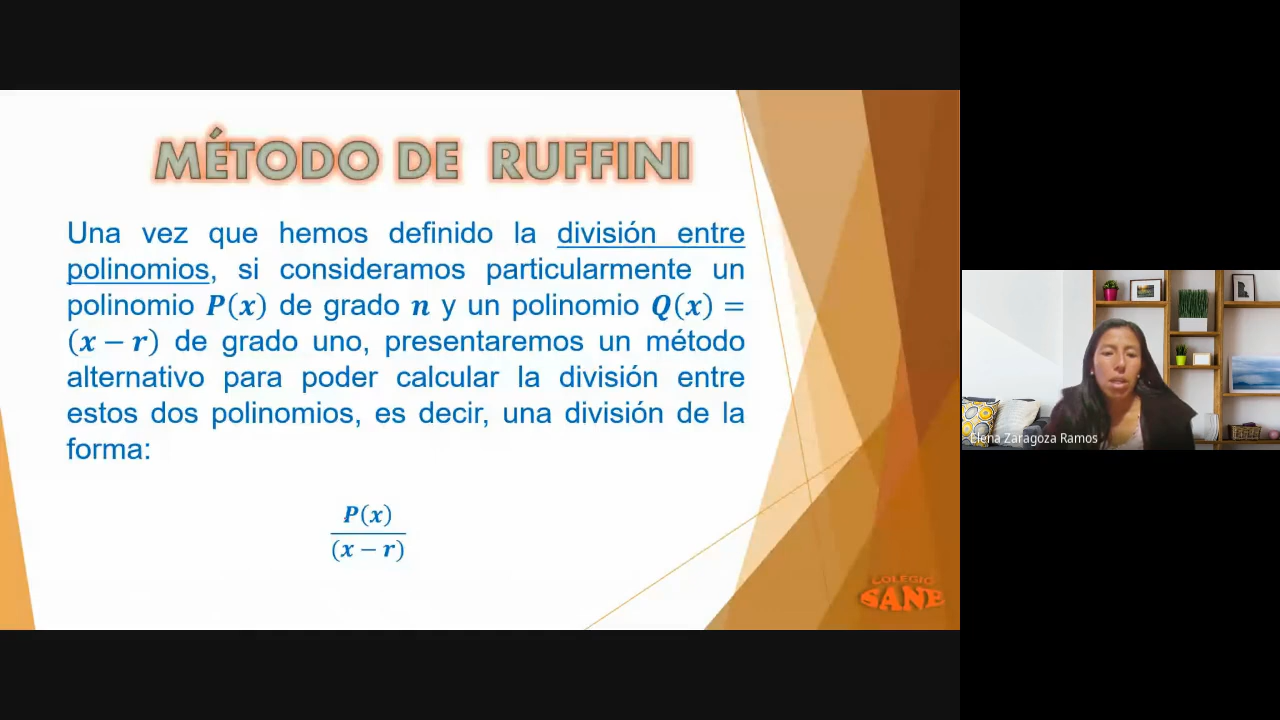 MÉTODO DE RUFFINI
Una vez que hemos definido la división entre
polinomios, si consideramos particularmente un
polinomio P(x) de grado n y un polinomio Q(x) =
(x − r) de grado uno, presentaremos un método
alternativo para poder calcular la división entre
estos dos polinomios, es decir, una división de la
forma:
P(x)
(x − r)
COLEGIO
SANE
Elena Zaragoza Ramos